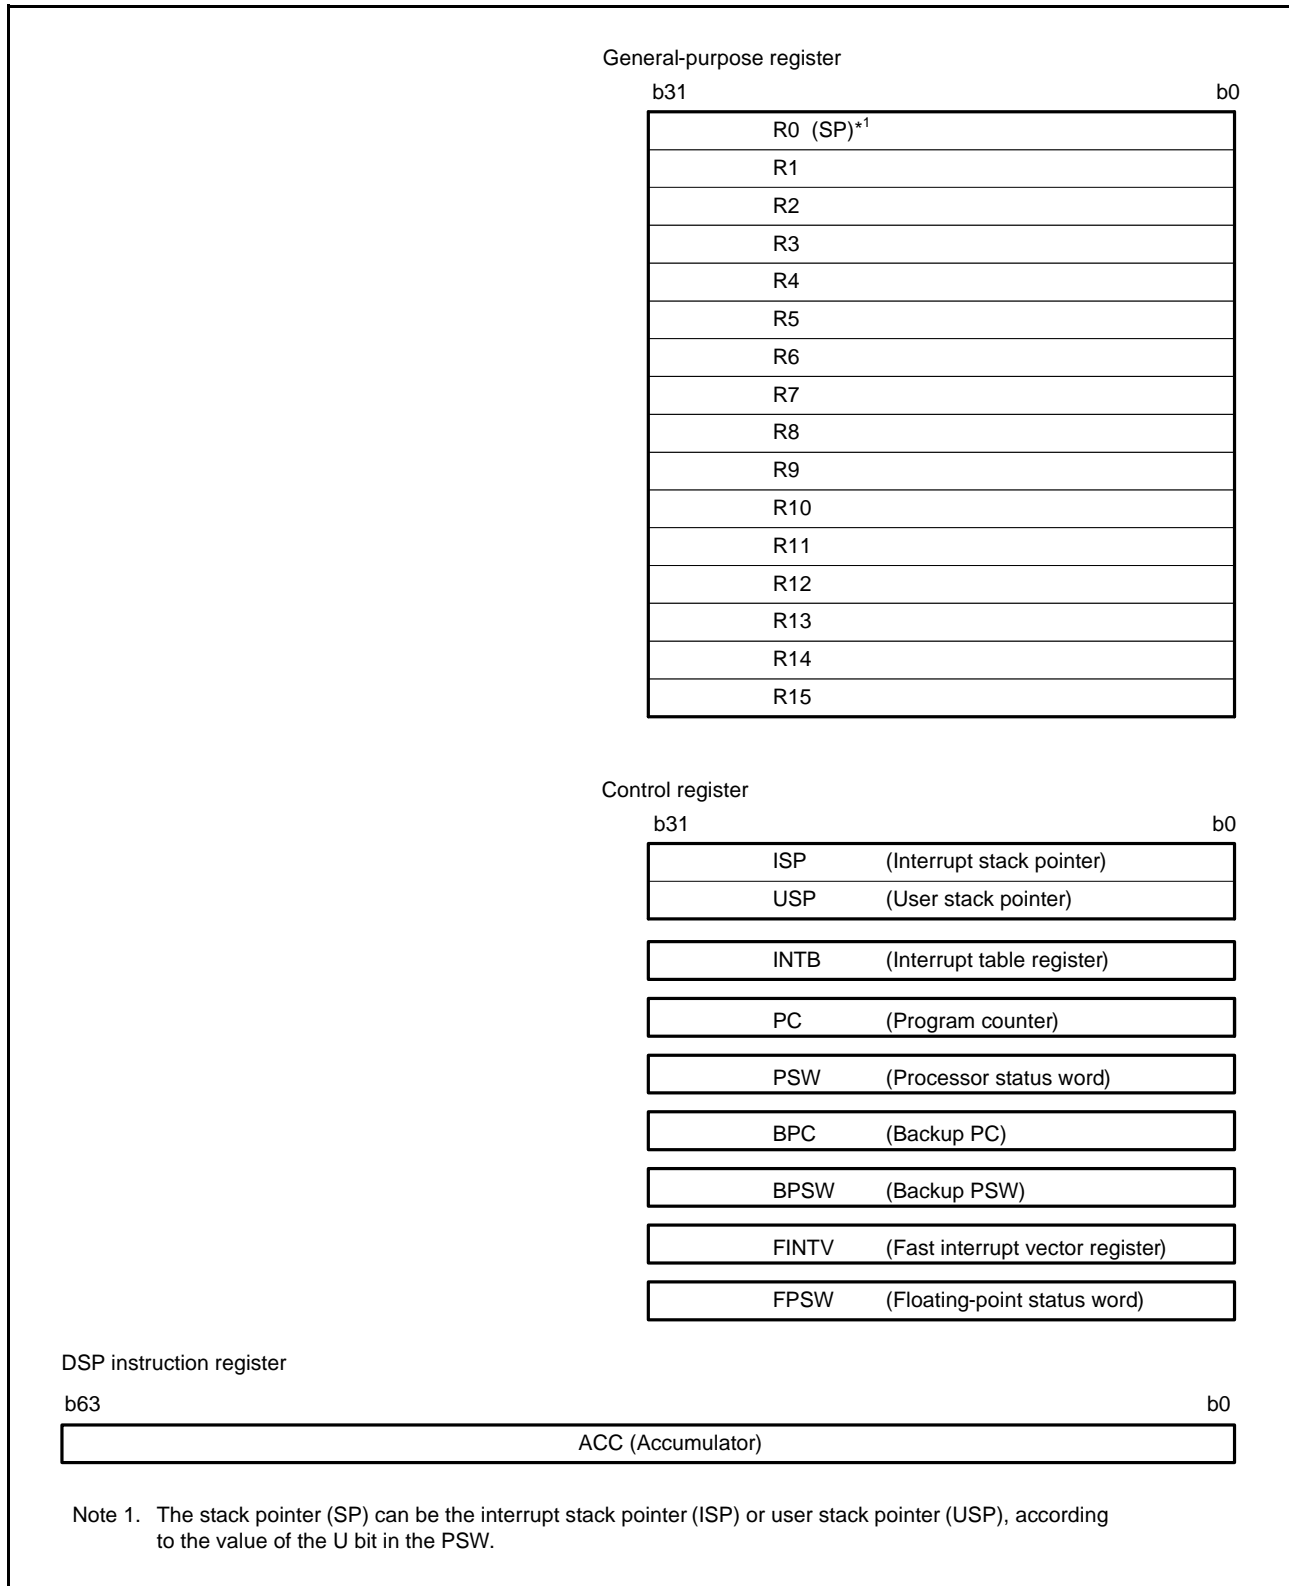 General-purpose register
b31 b0
R0 (SP)*1
R1
R2
R3
R4
R5
R6
R7
R8
R9
R10
R11
R12
R13
R14
R15
Control register
b31 b0
ISP (Interrupt stack pointer)
USP (User stack pointer)
INTB (Interrupt table register)
PC (Program counter)
PSW (Processor status word)
BPC (Backup PC)
BPSW (Backup PSW)
FINTV (Fast interrupt vector register)
FPSW (Floating-point status word)
DSP instruction register
b63 b0
ACC (Accumulator)
Note 1. The stack pointer (SP) can be the interrupt stack pointer (ISP) or user stack pointer (USP), according
to the value of the U bit in the PSW.